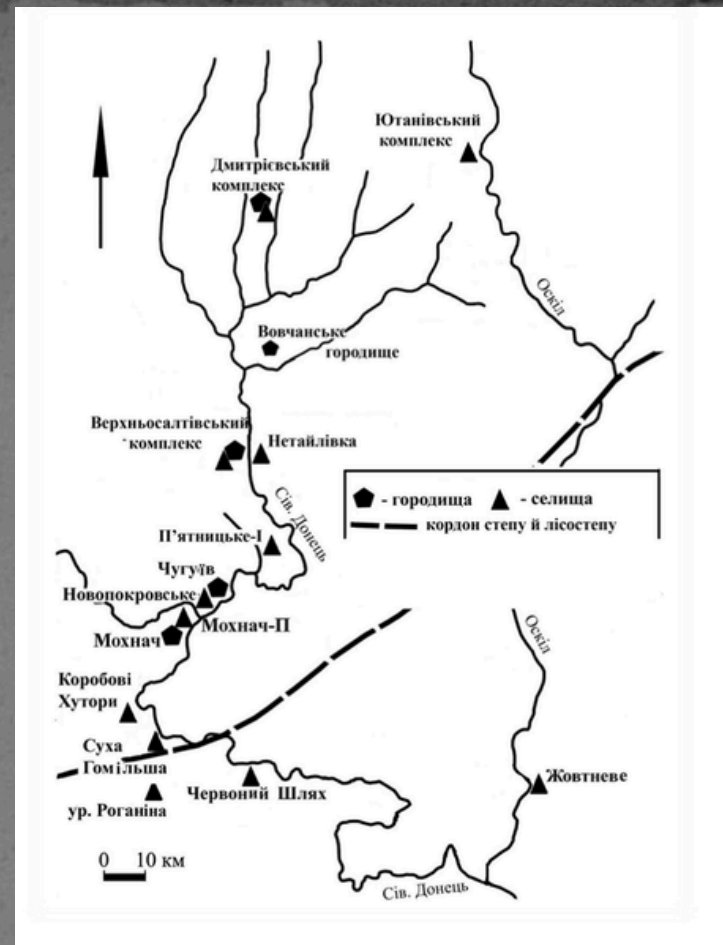 Ютанівський
комплекс
Дмитрієвський
комплекс
Оскіл
Вовчанське
городище
Верхньосалтівський
комплекс
Нетайлівка
- городища
- селища
кордон степу й лісостепу
Сів. Донець
П'ятницьке-І
Чугуїв
Новопокровське
Мохнач-П
Мохнач
Оскіл
Коробові
Хутори
Суха
Гомільша
Червоний Шлях
Жовтневе
ур. Роганіна
0 10 км
Сів. Донець